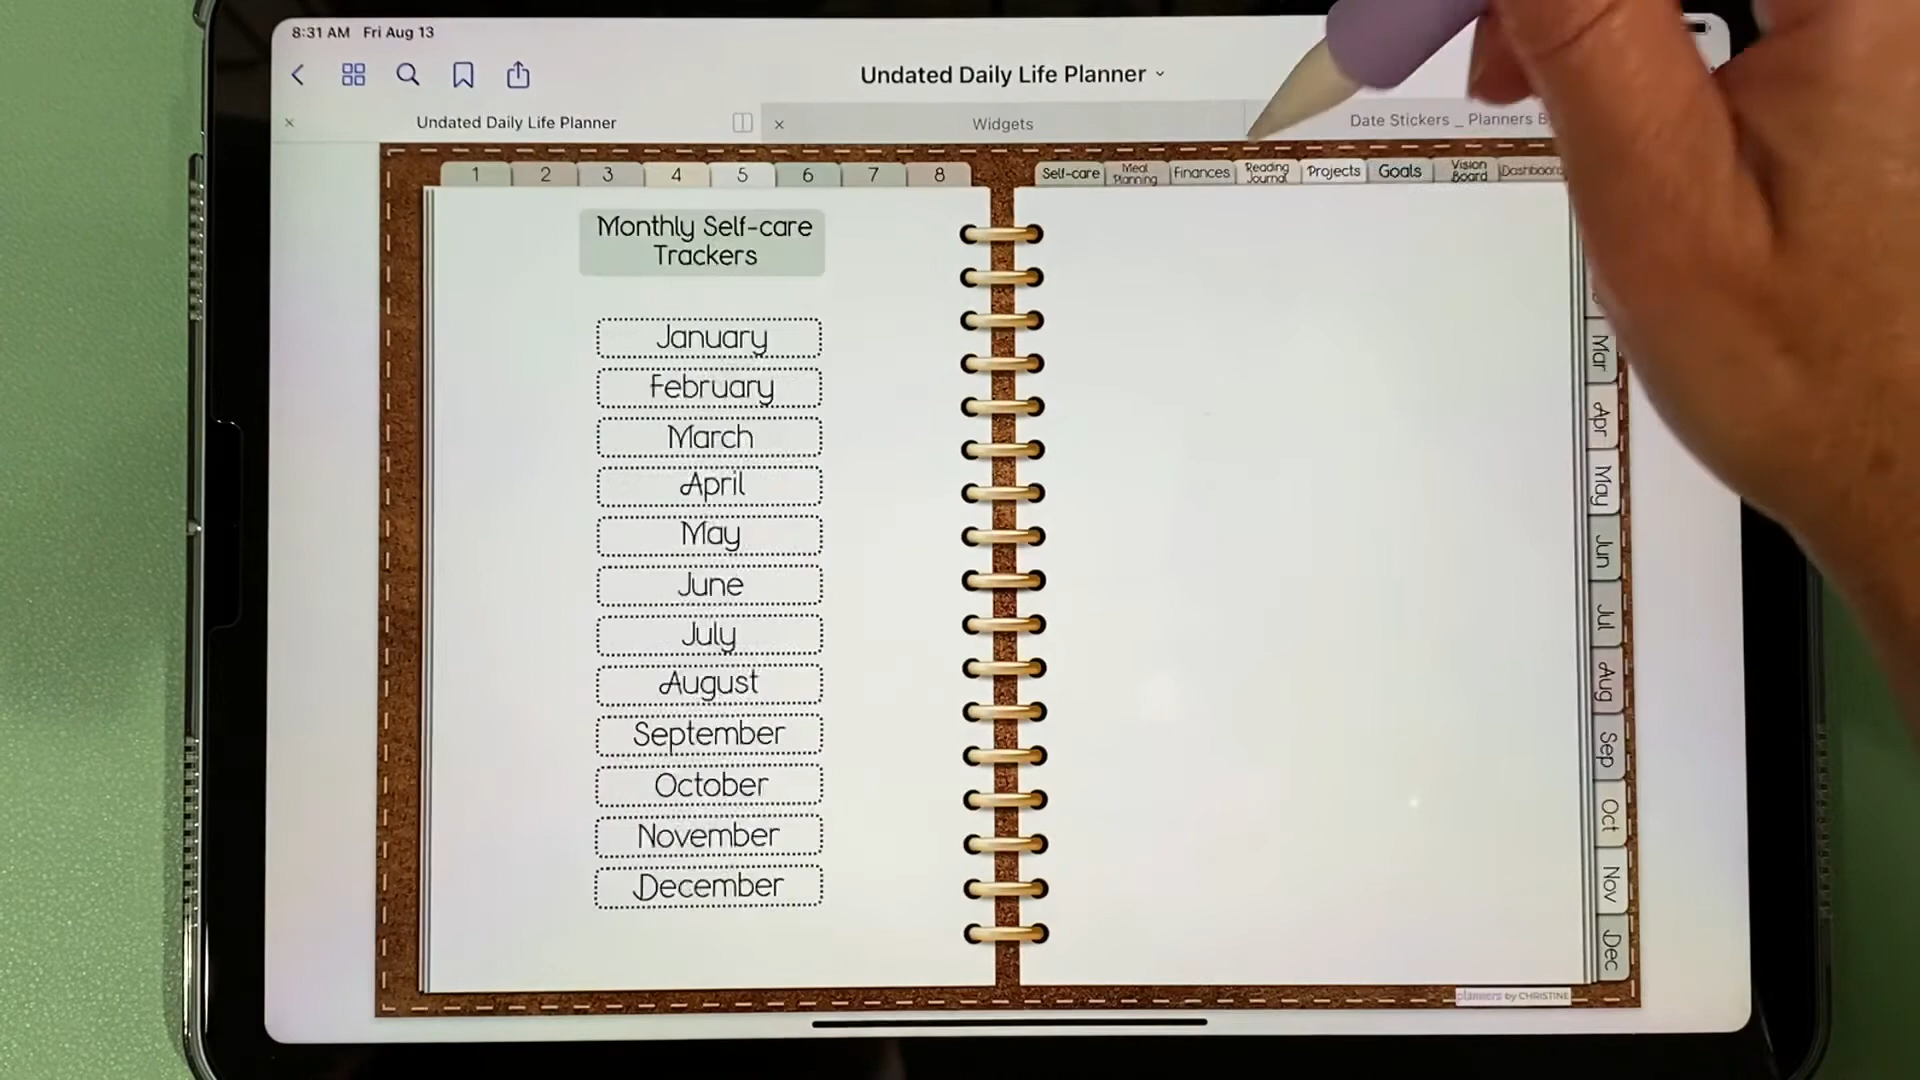 8:31 AM Fri Aug 13
Undated Daily Life Planner
Undated Daily Life Planner
Widgets
Date Stickers _ Planners B
1 2 3 4 5 6 7 8
Self-care
Meal
Planning
Finances
Reading
Journal
Projects
Goals
Vision
Board
Dashboard
Monthly Self-care
Trackers
January
February
March
April
May
June
July
August
September
October
November
December
Mar
Apr
May
Jun
Jul
Aug
Sep
Oct
Nov
Dec
planners by CHRISTINE